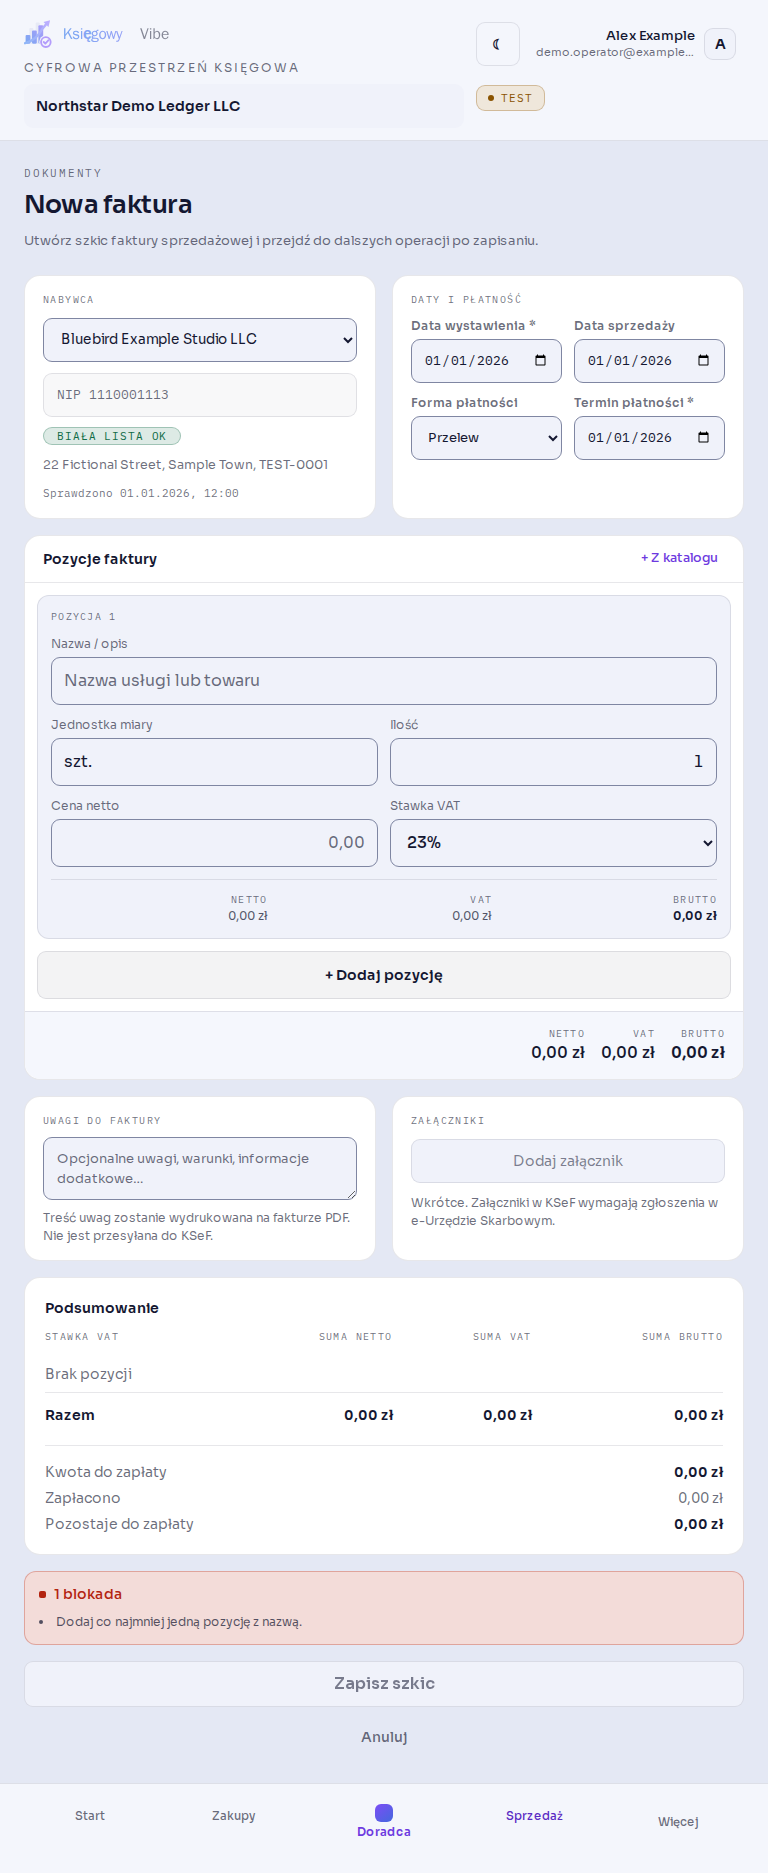 Księgowy Vibe
CYFROWA PRZESTRZEŃ KSIĘGOWA
Northstar Demo Ledger LLC
Alex Example
demo.operator@example...
A
TEST
DOKUMENTY
Nowa faktura
Utwórz szkic faktury sprzedażowej i przejdź do dalszych operacji po zapisaniu.
NABYWCA
Bluebird Example Studio LLC
NIP 1110001113
BIAŁA LISTA OK
22 Fictional Street, Sample Town, TEST-0001
Sprawdzono 01.01.2026, 12:00
DATY I PŁATNOŚĆ
Data wystawienia * Data sprzedaży
01/01/2026 01/01/2026
Forma płatności Termin płatności *
Przelew 01/01/2026
Pozycje faktury + Z katalogu
POZYCJA 1
Nazwa / opis
Nazwa usługi lub towaru
Jednostka miary Ilość
szt. 1
Cena netto Stawka VAT
0,00 23%
NETTO VAT BRUTTO
0,00 zł 0,00 zł 0,00 zł
+ Dodaj pozycję
NETTO VAT BRUTTO
0,00 zł 0,00 zł 0,00 zł
UWAGI DO FAKTURY
Opcjonalne uwagi, warunki, informacje
dodatkowe...
Treść uwag zostanie wydrukowana na fakturze PDF.
Nie jest przesyłana do KSeF.
ZAŁĄCZNIKI
Dodaj załącznik
Wkrótce. Załączniki w KSeF wymagają zgłoszenia w
e-Urzędzie Skarbowym.
Podsumowanie
STAWKA VAT SUMA NETTO SUMA VAT SUMA BRUTTO
Brak pozycji
Razem 0,00 zł 0,00 zł 0,00 zł
Kwota do zapłaty 0,00 zł
Zapłacono 0,00 zł
Pozostaje do zapłaty 0,00 zł
1 blokada
• Dodaj co najmniej jedną pozycję z nazwą.
Zapisz szkic
Anuluj
Start Zakupy Doradca Sprzedaż Więcej